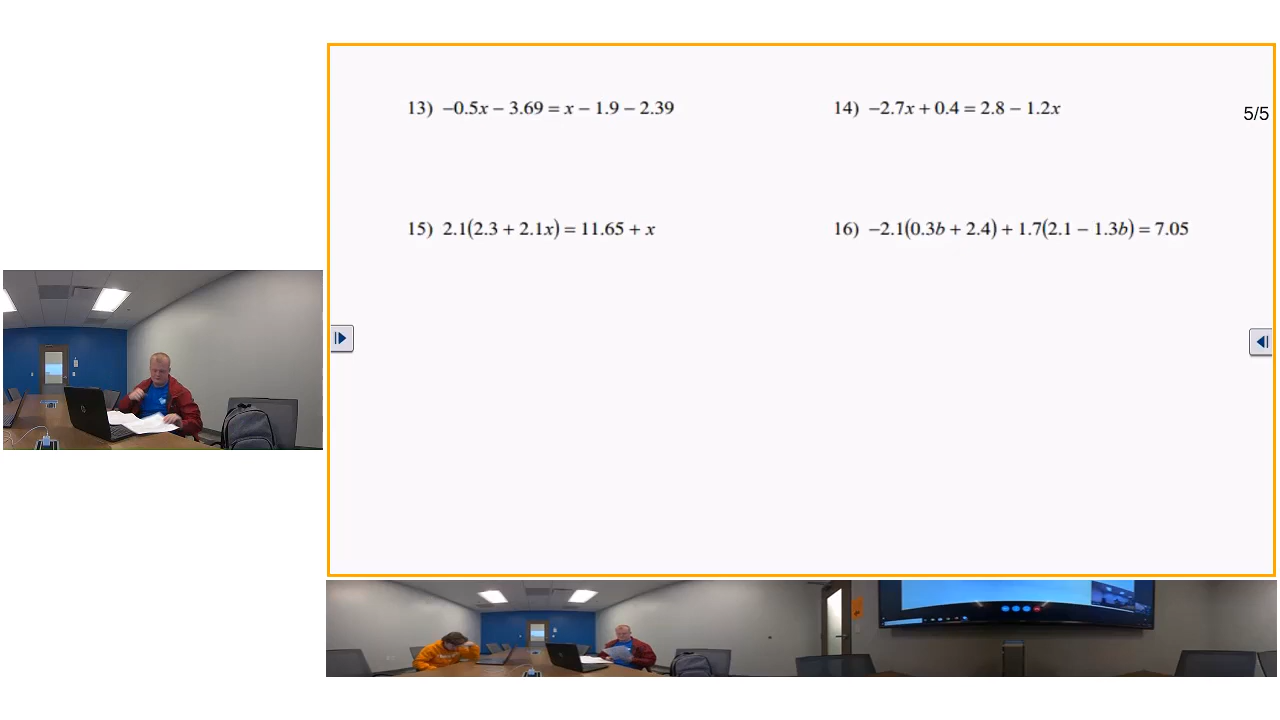 13) −0.5x − 3.69 = x − 1.9 − 2.39
14) −2.7x + 0.4 = 2.8 − 1.2x
5/5
15) 2.1(2.3 + 2.1x) = 11.65 + x
16) −2.1(0.3b + 2.4) + 1.7(2.1 − 1.3b) = 7.05